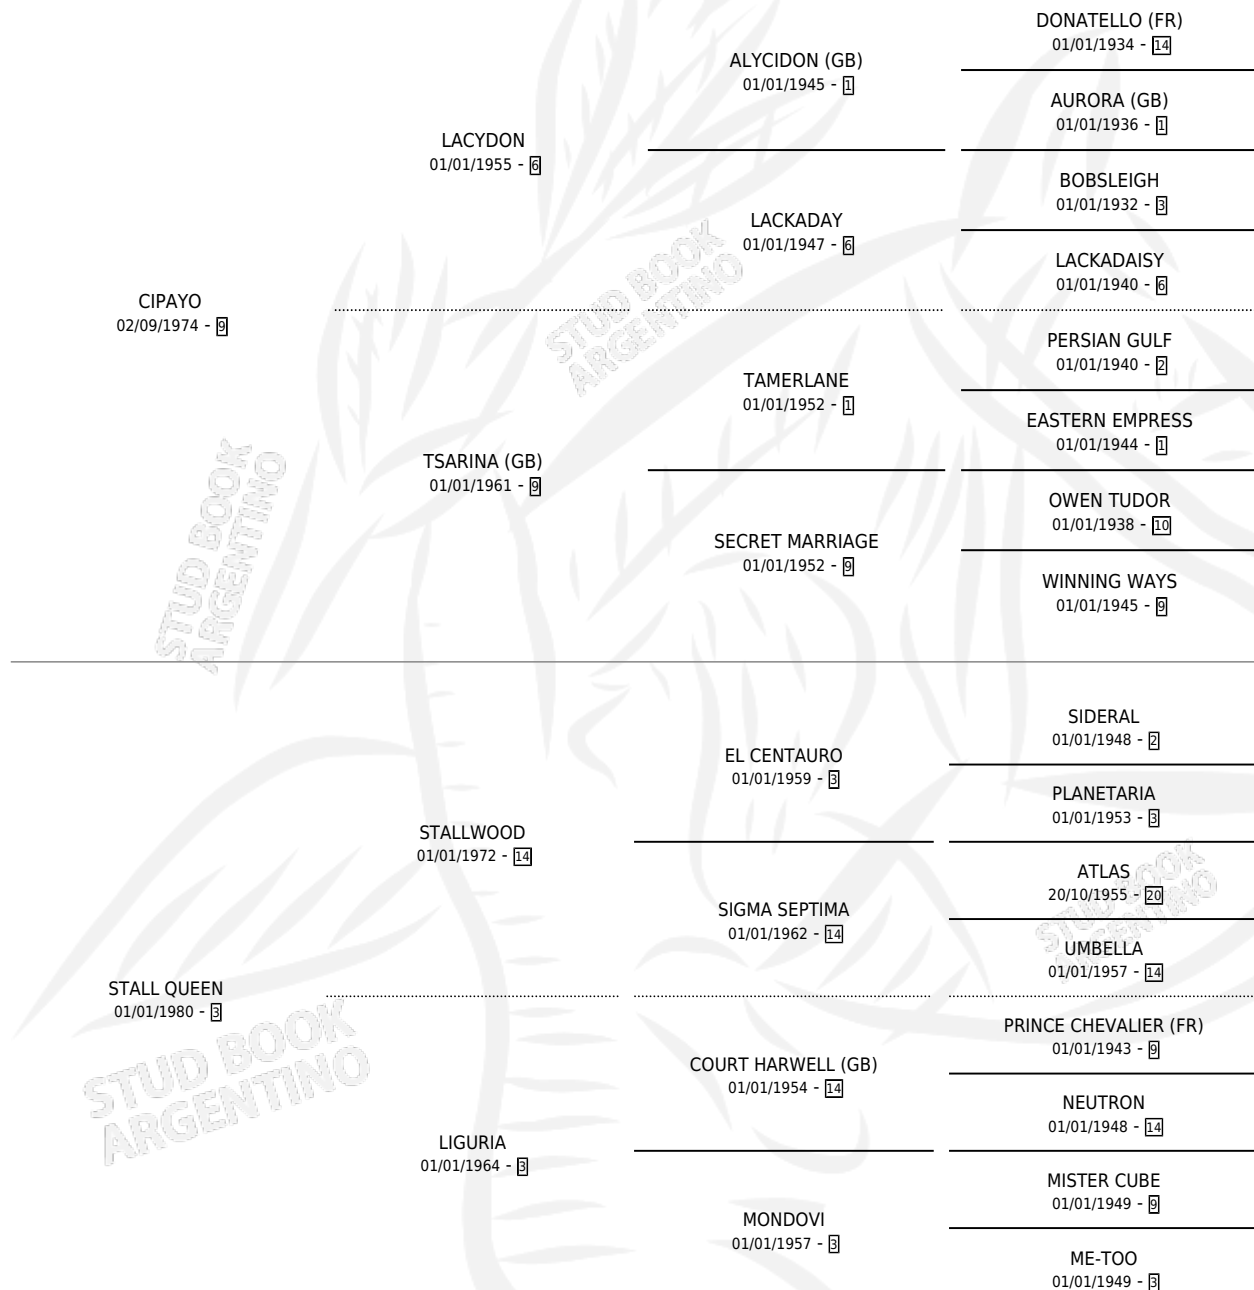 DONATELLO (FR)
01/01/1934 - 14
ALYCIDON (GB)
01/01/1945 - 1
AURORA (GB)
01/01/1936 - 1
LACYDON
01/01/1955 - 6
BOBSLEIGH
01/01/1932 - 3
LACKADAY
01/01/1947 - 6
LACKADAISY
01/01/1940 - 6
CIPAYO
02/09/1974 - 9
STUD BOOK
ARGENTINO
PERSIAN GULF
01/01/1940 - 2
TAMERLANE
01/01/1952 - 1
EASTERN EMPRESS
01/01/1944 - 1
TSARINA (GB)
01/01/1961 - 9
OWEN TUDOR
01/01/1938 - 10
SECRET MARRIAGE
01/01/1952 - 9
WINNING WAYS
01/01/1945 - 9
STUD BOOK
ARGENTINO
SIDERAL
01/01/1948 - 2
EL CENTAURO
01/01/1959 - 3
PLANETARIA
01/01/1953 - 3
STALLWOOD
01/01/1972 - 14
ATLAS
20/10/1955 - 20
SIGMA SEPTIMA
01/01/1962 - 14
UMBELLA
01/01/1957 - 14
STUD BOOK
ARGENTINO
STALL QUEEN
01/01/1980 - 3
PRINCE CHEVALIER (FR)
01/01/1943 - 9
COURT HARWELL (GB)
01/01/1954 - 14
NEUTRON
01/01/1948 - 14
STUD BOOK
ARGENTINO
LIGURIA
01/01/1964 - 3
MISTER CUBE
01/01/1949 - 9
MONDOVI
01/01/1957 - 3
ME-TOO
01/01/1949 - 3